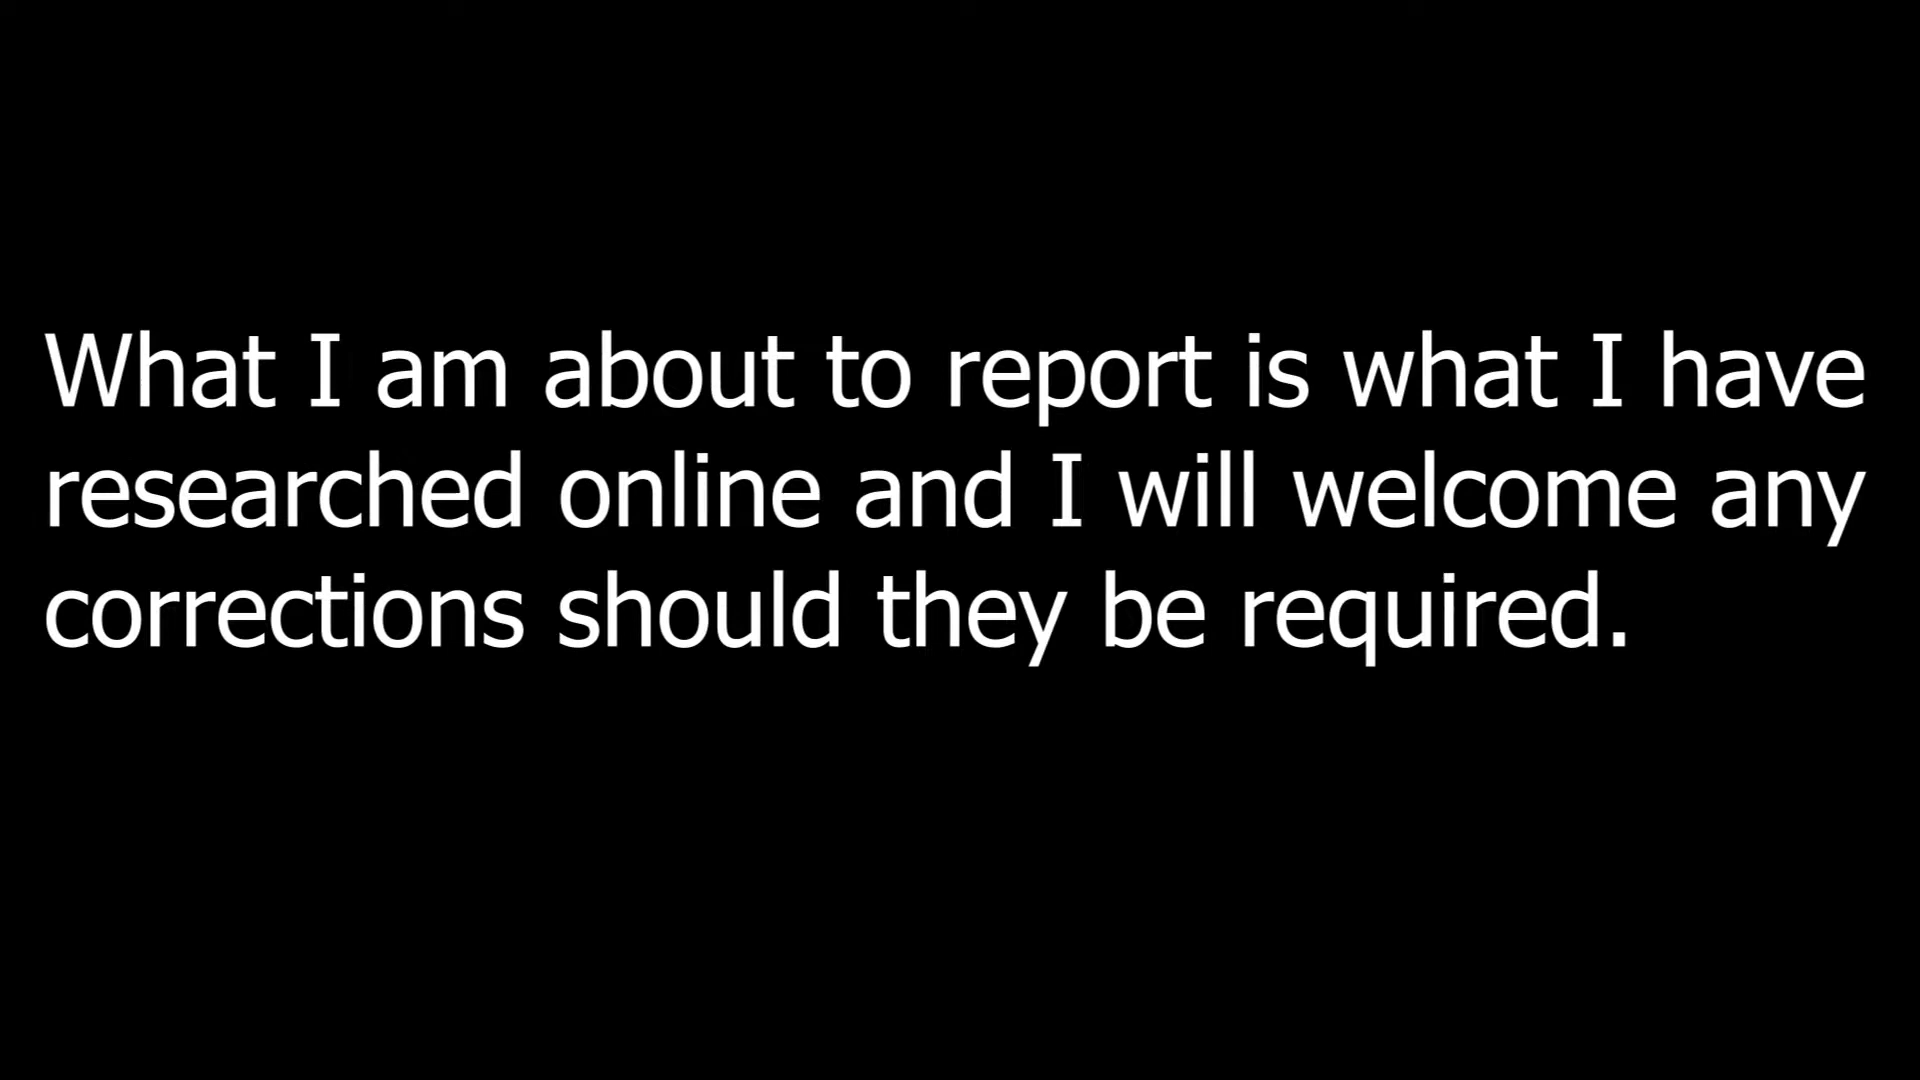 What I am about to report is what I have
researched online and I will welcome any
corrections should they be required.